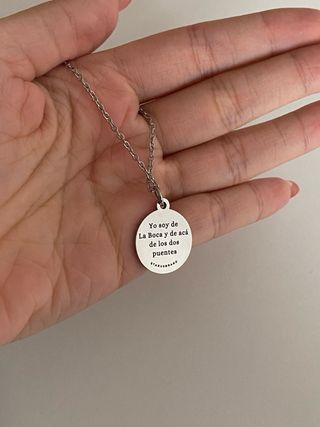 Yo soy de
La Boca y de acá
de los dos
puentes